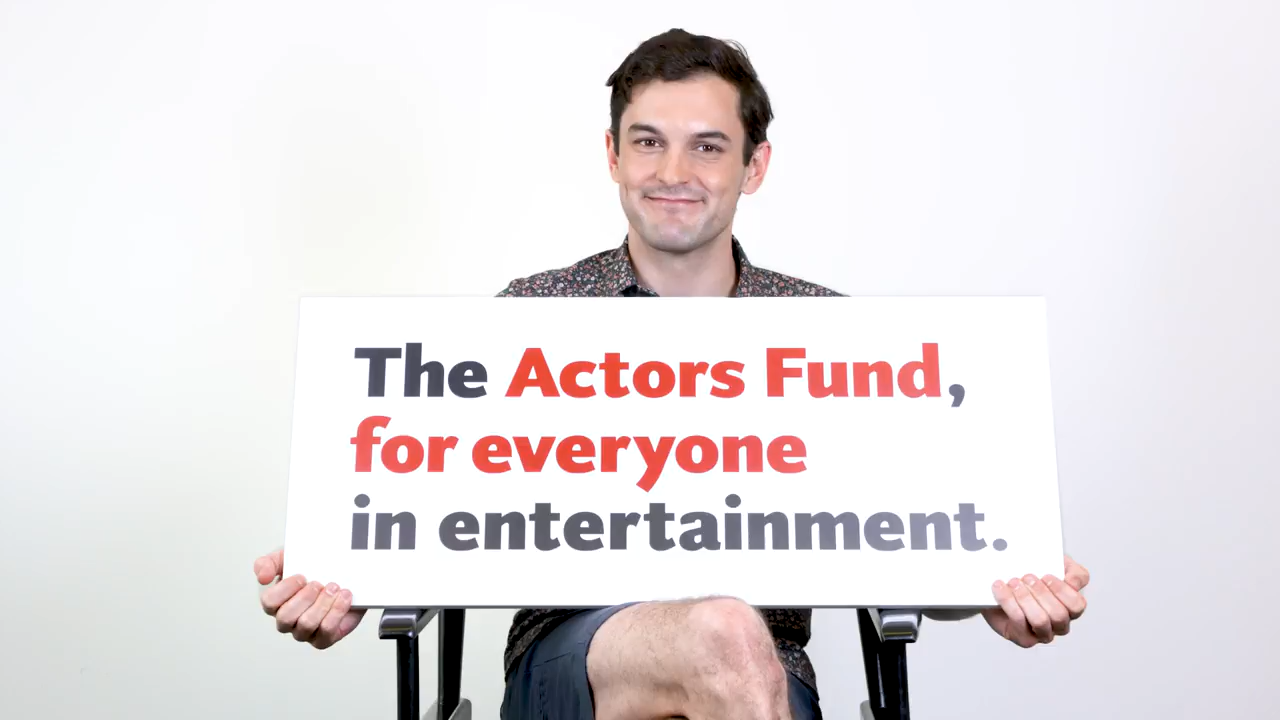 The Actors Fund,
for everyone
in entertainment.